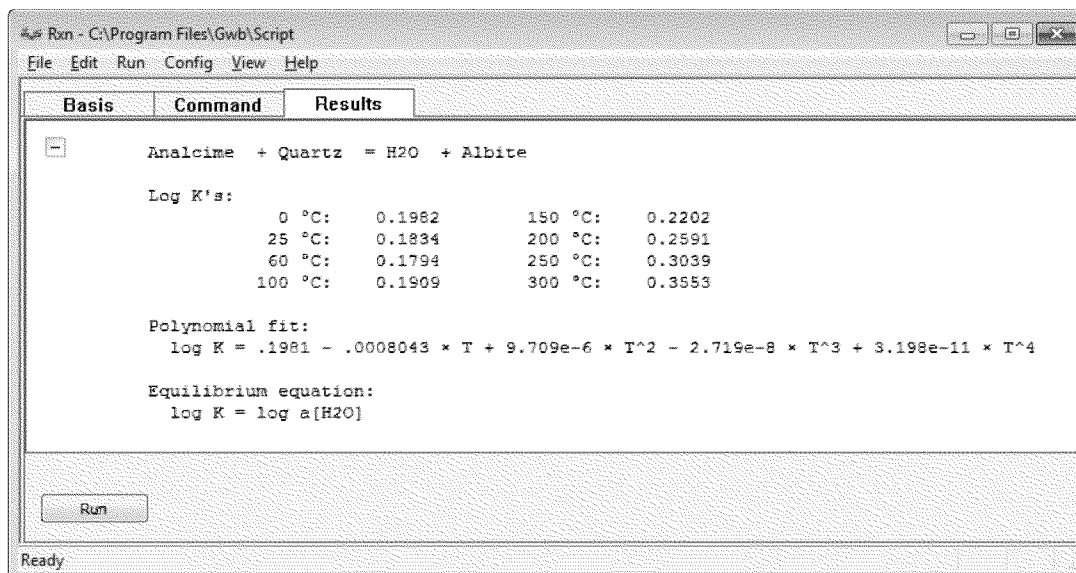 Rxn - C:\Program Files\Gwb\Script
File Edit Run Config View Help
Basis Command Results
Analcime + Quartz = H2O + Albite
Log K's:
0 °C: 0.1982 150 °C: 0.2202
25 °C: 0.1834 200 °C: 0.2591
60 °C: 0.1794 250 °C: 0.3039
100 °C: 0.1909 300 °C: 0.3553
Polynomial fit:
log K = .1981 - .0008043 × T + 9.709e-6 × T^2 - 2.719e-8 × T^3 + 3.198e-11 × T^4
Equilibrium equation:
log K = log a[H2O]
Run
Ready